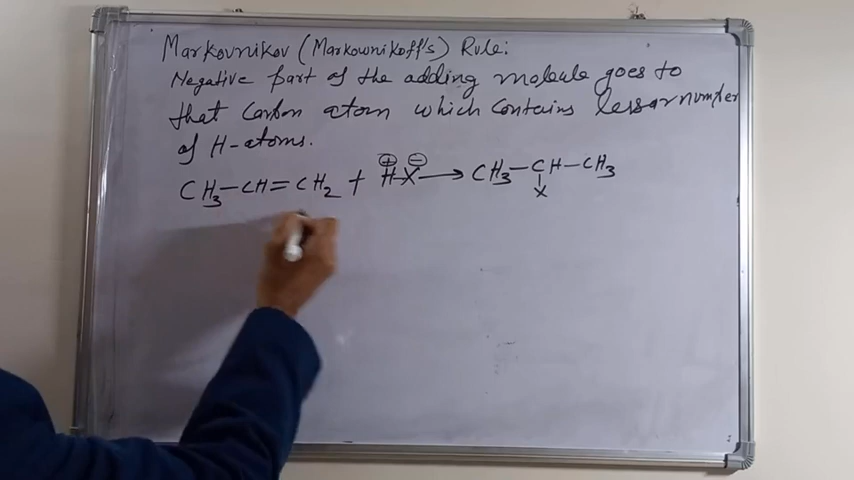 Markovnikov (Markownikoff's) Rule:
Negative part of the adding molecule goes to
that Carbon atom which contains lesser number
of H-atoms.
CH₃–CH=CH₂ + H⊕–X⊖ ⟶ CH₃–CH–CH₃
X